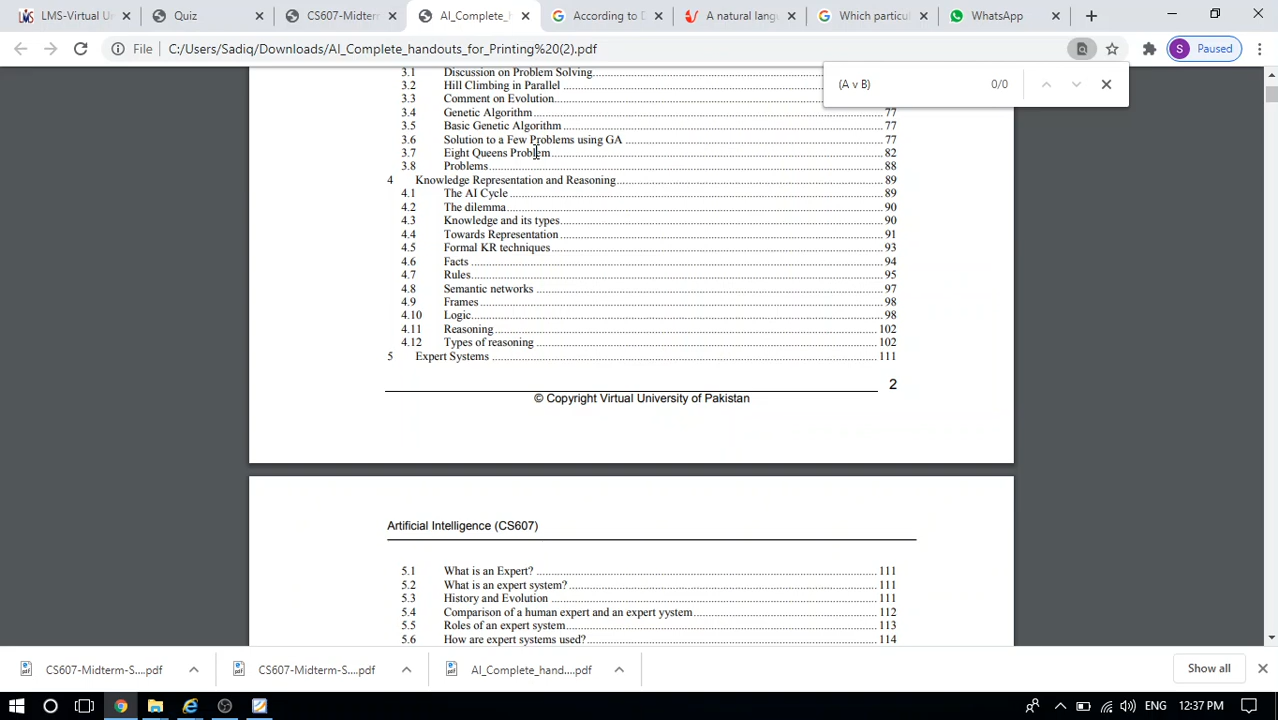 LMS-Virtual U
Quiz
CS607-Midterm
AI_Complete_h
According to D
A natural lang
Which particul
WhatsApp
File
C:/Users/Sadiq/Downloads/AI_Complete_handouts_for_Printing%20(2).pdf
S Paused
(A v B) 0/0
3.1 Discussion on Problem Solving
3.2 Hill Climbing in Parallel
3.3 Comment on Evolution
3.4 Genetic Algorithm 77
3.5 Basic Genetic Algorithm 77
3.6 Solution to a Few Problems using GA 77
3.7 Eight Queens Problem 82
3.8 Problems 88
4 Knowledge Representation and Reasoning 89
4.1 The AI Cycle 89
4.2 The dilemma 90
4.3 Knowledge and its types 90
4.4 Towards Representation 91
4.5 Formal KR techniques 93
4.6 Facts 94
4.7 Rules 95
4.8 Semantic networks 97
4.9 Frames 98
4.10 Logic 98
4.11 Reasoning 102
4.12 Types of reasoning 102
5 Expert Systems 111
2
© Copyright Virtual University of Pakistan
Artificial Intelligence (CS607)
5.1 What is an Expert? 111
5.2 What is an expert system? 111
5.3 History and Evolution 111
5.4 Comparison of a human expert and an expert yystem 112
5.5 Roles of an expert system 113
5.6 How are expert systems used? 114
CS607-Midterm-S....pdf
CS607-Midterm-S....pdf
AI_Complete_hand....pdf
Show all
ENG 12:37 PM